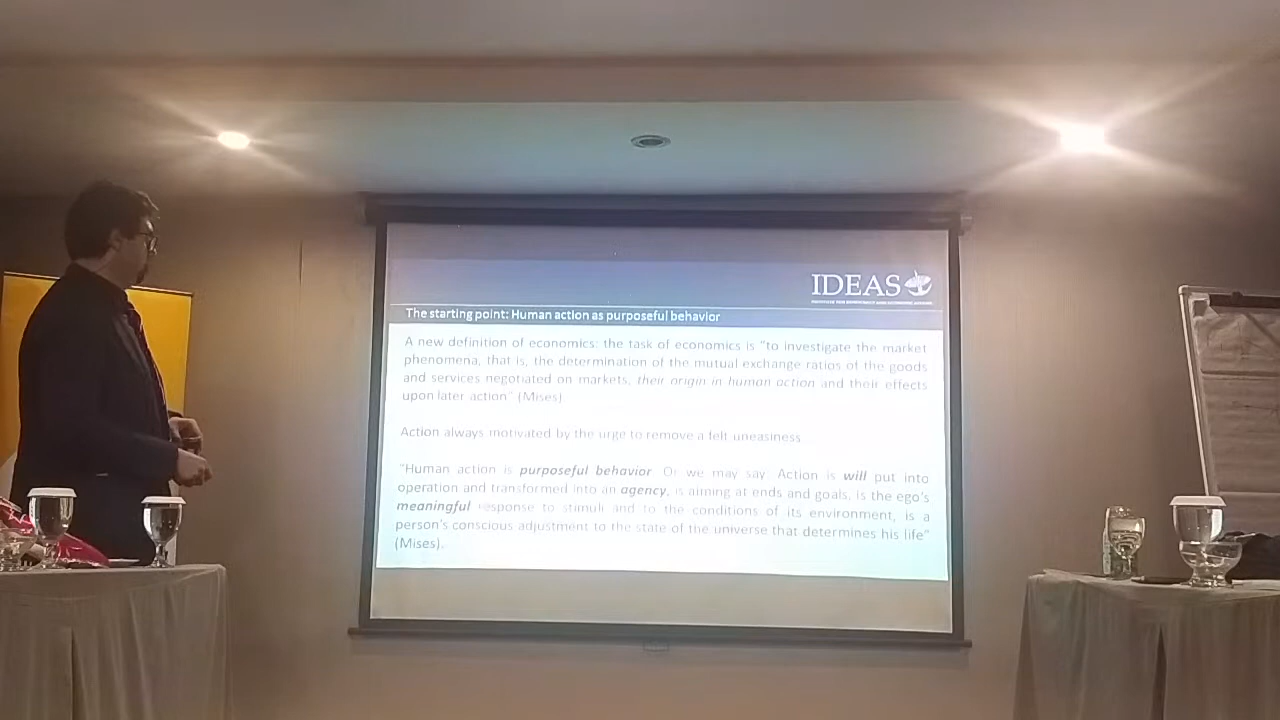 IDEAS
The starting point: Human action as purposeful behavior
A new definition of economics: the task of economics is "to investigate the market
phenomena, that is, the determination of the mutual exchange ratios of the goods
and services negotiated on markets, their origin in human action and their effects
upon later action" (Mises)
Action always motivated by the urge to remove a felt uneasiness
"Human action is purposeful behavior. Or we may say: Action is will put into
operation and transformed into an agency, is aiming at ends and goals, is the ego's
meaningful response to stimuli and to the conditions of its environment, is a
person's conscious adjustment to the state of the universe that determines his life"
(Mises).